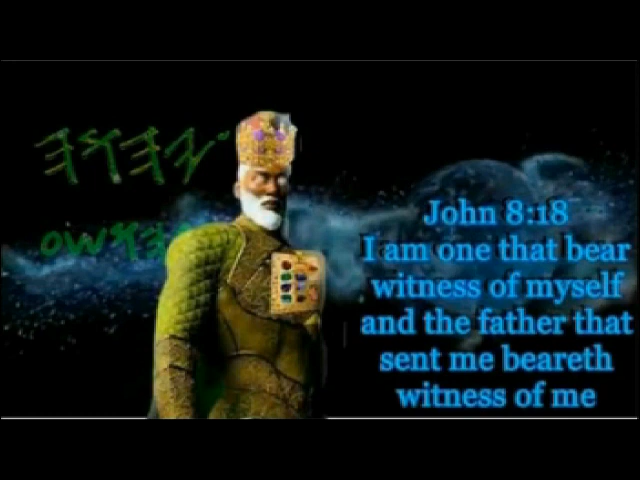 𐤉𐤄𐤅𐤄
John 8:18
I am one that bear
witness of myself
and the father that
sent me beareth
witness of me